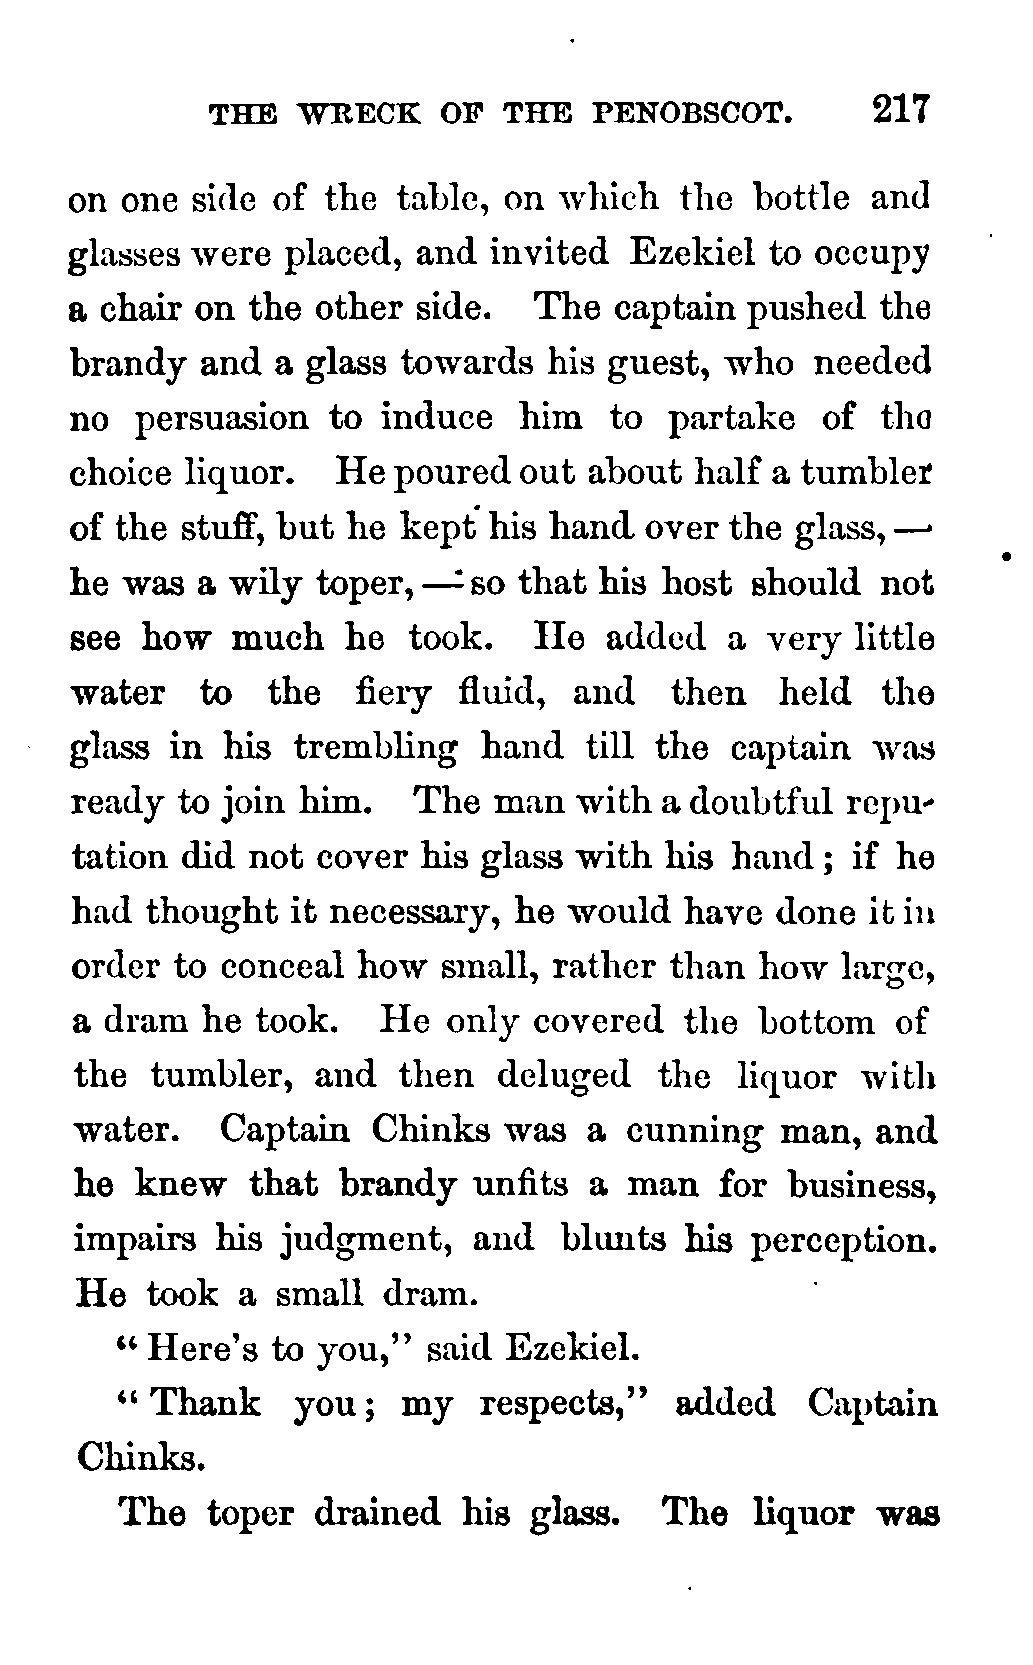 THE WRECK OF THE PENOBSCOT. 217
on one side of the table, on which the bottle and
glasses were placed, and invited Ezekiel to occupy
a chair on the other side. The captain pushed the
brandy and a glass towards his guest, who needed
no persuasion to induce him to partake of the
choice liquor. He poured out about half a tumbler
of the stuff, but he kept his hand over the glass, —
he was a wily toper, — so that his host should not
see how much he took. He added a very little
water to the fiery fluid, and then held the
glass in his trembling hand till the captain was
ready to join him. The man with a doubtful repu-
tation did not cover his glass with his hand; if he
had thought it necessary, he would have done it in
order to conceal how small, rather than how large,
a dram he took. He only covered the bottom of
the tumbler, and then deluged the liquor with
water. Captain Chinks was a cunning man, and
he knew that brandy unfits a man for business,
impairs his judgment, and blunts his perception.
He took a small dram.
"Here's to you," said Ezekiel.
"Thank you; my respects," added Captain
Chinks.
The toper drained his glass. The liquor was